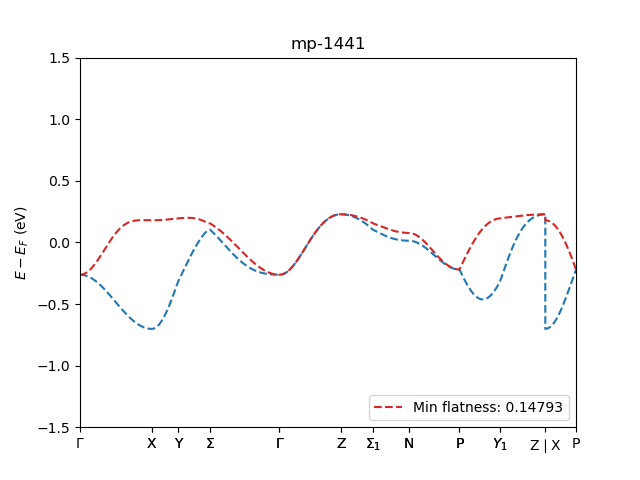 mp-1441
E − E_F (eV)
1.5
1.0
0.5
0.0
−0.5
−1.0
−1.5
Min flatness: 0.14793
Γ X Y Σ Γ Z Σ₁ N P Y₁ Z | X P